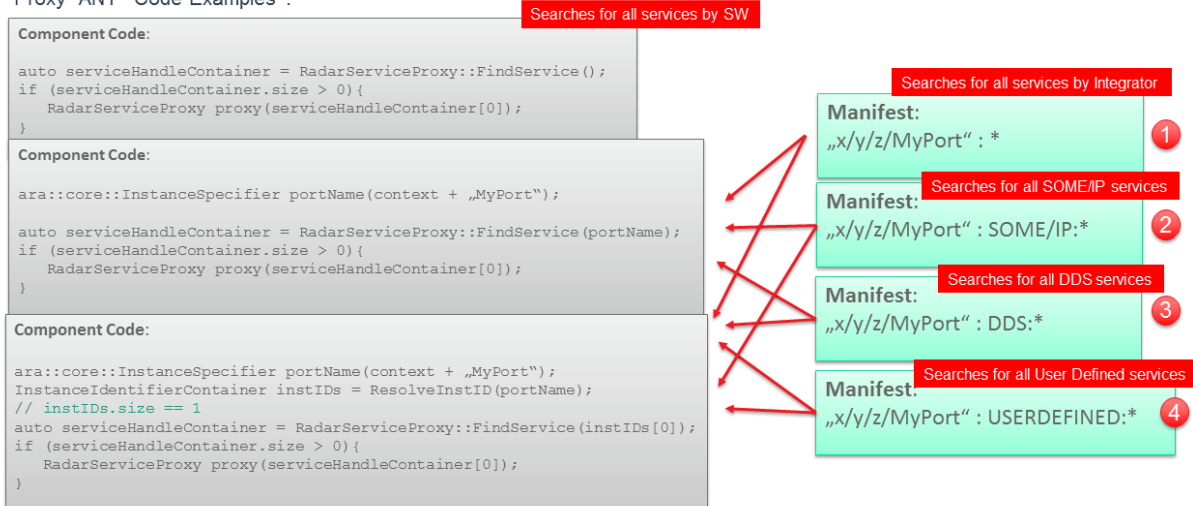 "Proxy "ANY" Code Examples":
Searches for all services by SW
Component Code:
auto serviceHandleContainer = RadarServiceProxy::FindService();
if (serviceHandleContainer.size > 0){
RadarServiceProxy proxy(serviceHandleContainer[0]);
}
Component Code:
ara::core::InstanceSpecifier portName(context + „MyPort“);
auto serviceHandleContainer = RadarServiceProxy::FindService(portName);
if (serviceHandleContainer.size > 0){
RadarServiceProxy proxy(serviceHandleContainer[0]);
}
Component Code:
ara::core::InstanceSpecifier portName(context + „MyPort“);
InstanceIdentifierContainer instIDs = ResolveInstID(portName);
// instIDs.size == 1
auto serviceHandleContainer = RadarServiceProxy::FindService(instIDs[0]);
if (serviceHandleContainer.size > 0){
RadarServiceProxy proxy(serviceHandleContainer[0]);
}
Searches for all services by Integrator
Manifest:
„x/y/z/MyPort“ : *
1
Searches for all SOME/IP services
Manifest:
„x/y/z/MyPort“ : SOME/IP:*
2
Searches for all DDS services
Manifest:
„x/y/z/MyPort“ : DDS:*
3
Searches for all User Defined services
Manifest:
„x/y/z/MyPort“ : USERDEFINED:*
4